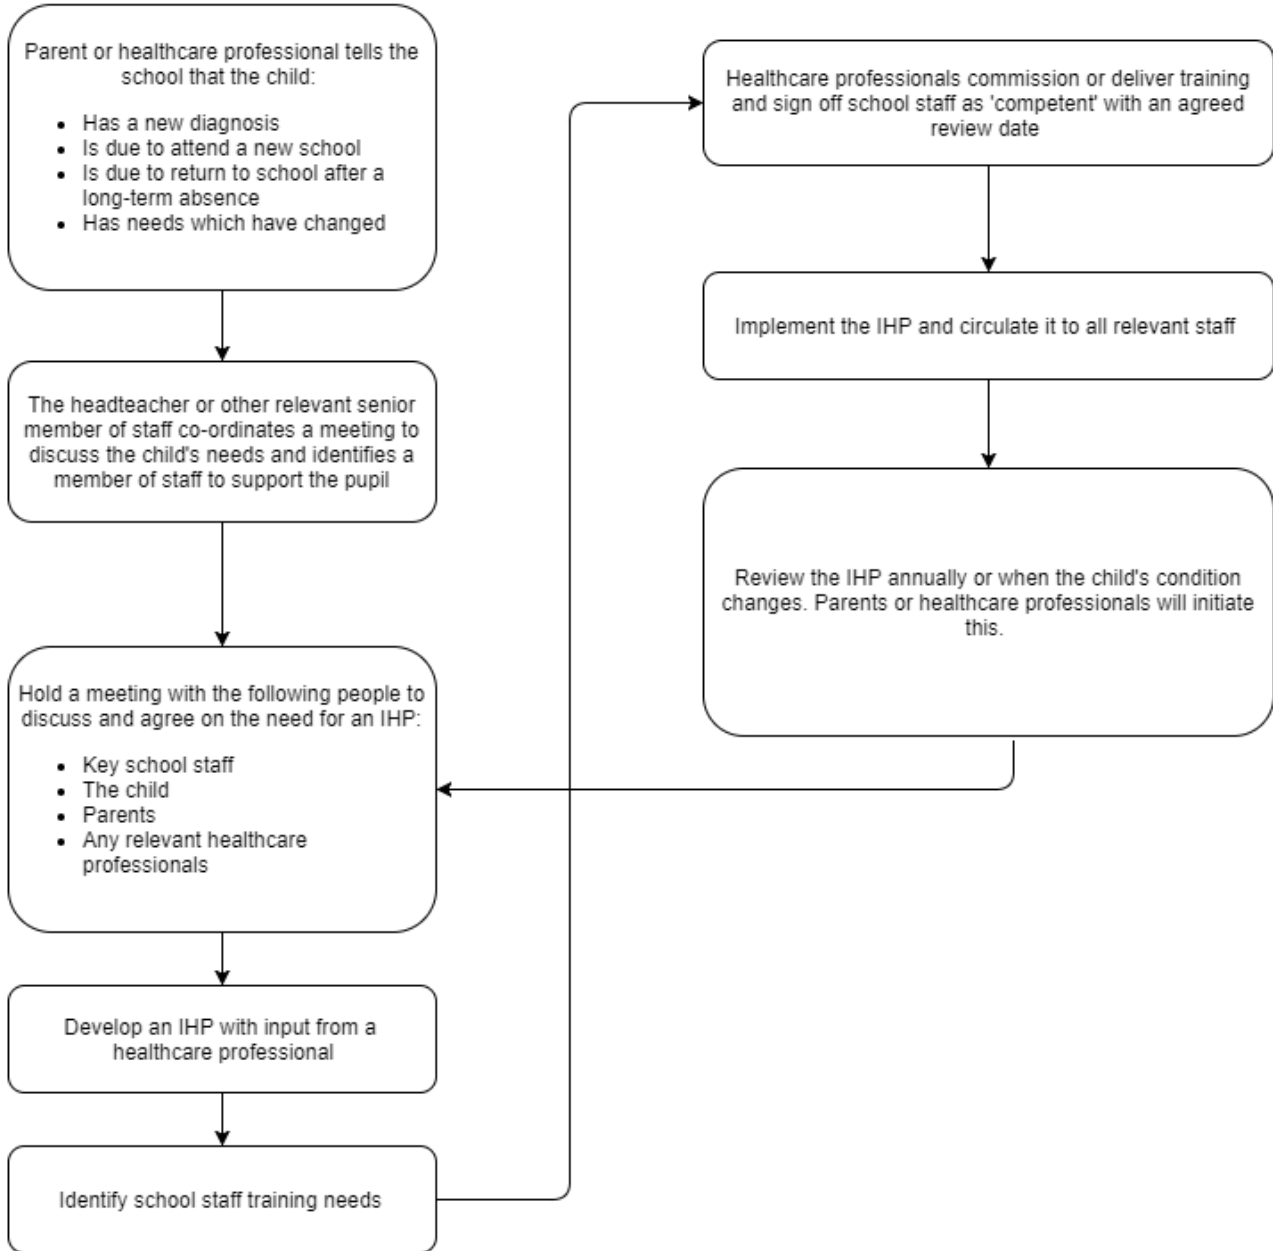 Parent or healthcare professional tells the
school that the child:
• Has a new diagnosis
• Is due to attend a new school
• Is due to return to school after a
long-term absence
• Has needs which have changed
The headteacher or other relevant senior
member of staff co-ordinates a meeting to
discuss the child's needs and identifies a
member of staff to support the pupil
Hold a meeting with the following people to
discuss and agree on the need for an IHP:
• Key school staff
• The child
• Parents
• Any relevant healthcare
professionals
Develop an IHP with input from a
healthcare professional
Identify school staff training needs
Healthcare professionals commission or deliver training
and sign off school staff as 'competent' with an agreed
review date
Implement the IHP and circulate it to all relevant staff
Review the IHP annually or when the child's condition
changes. Parents or healthcare professionals will initiate
this.